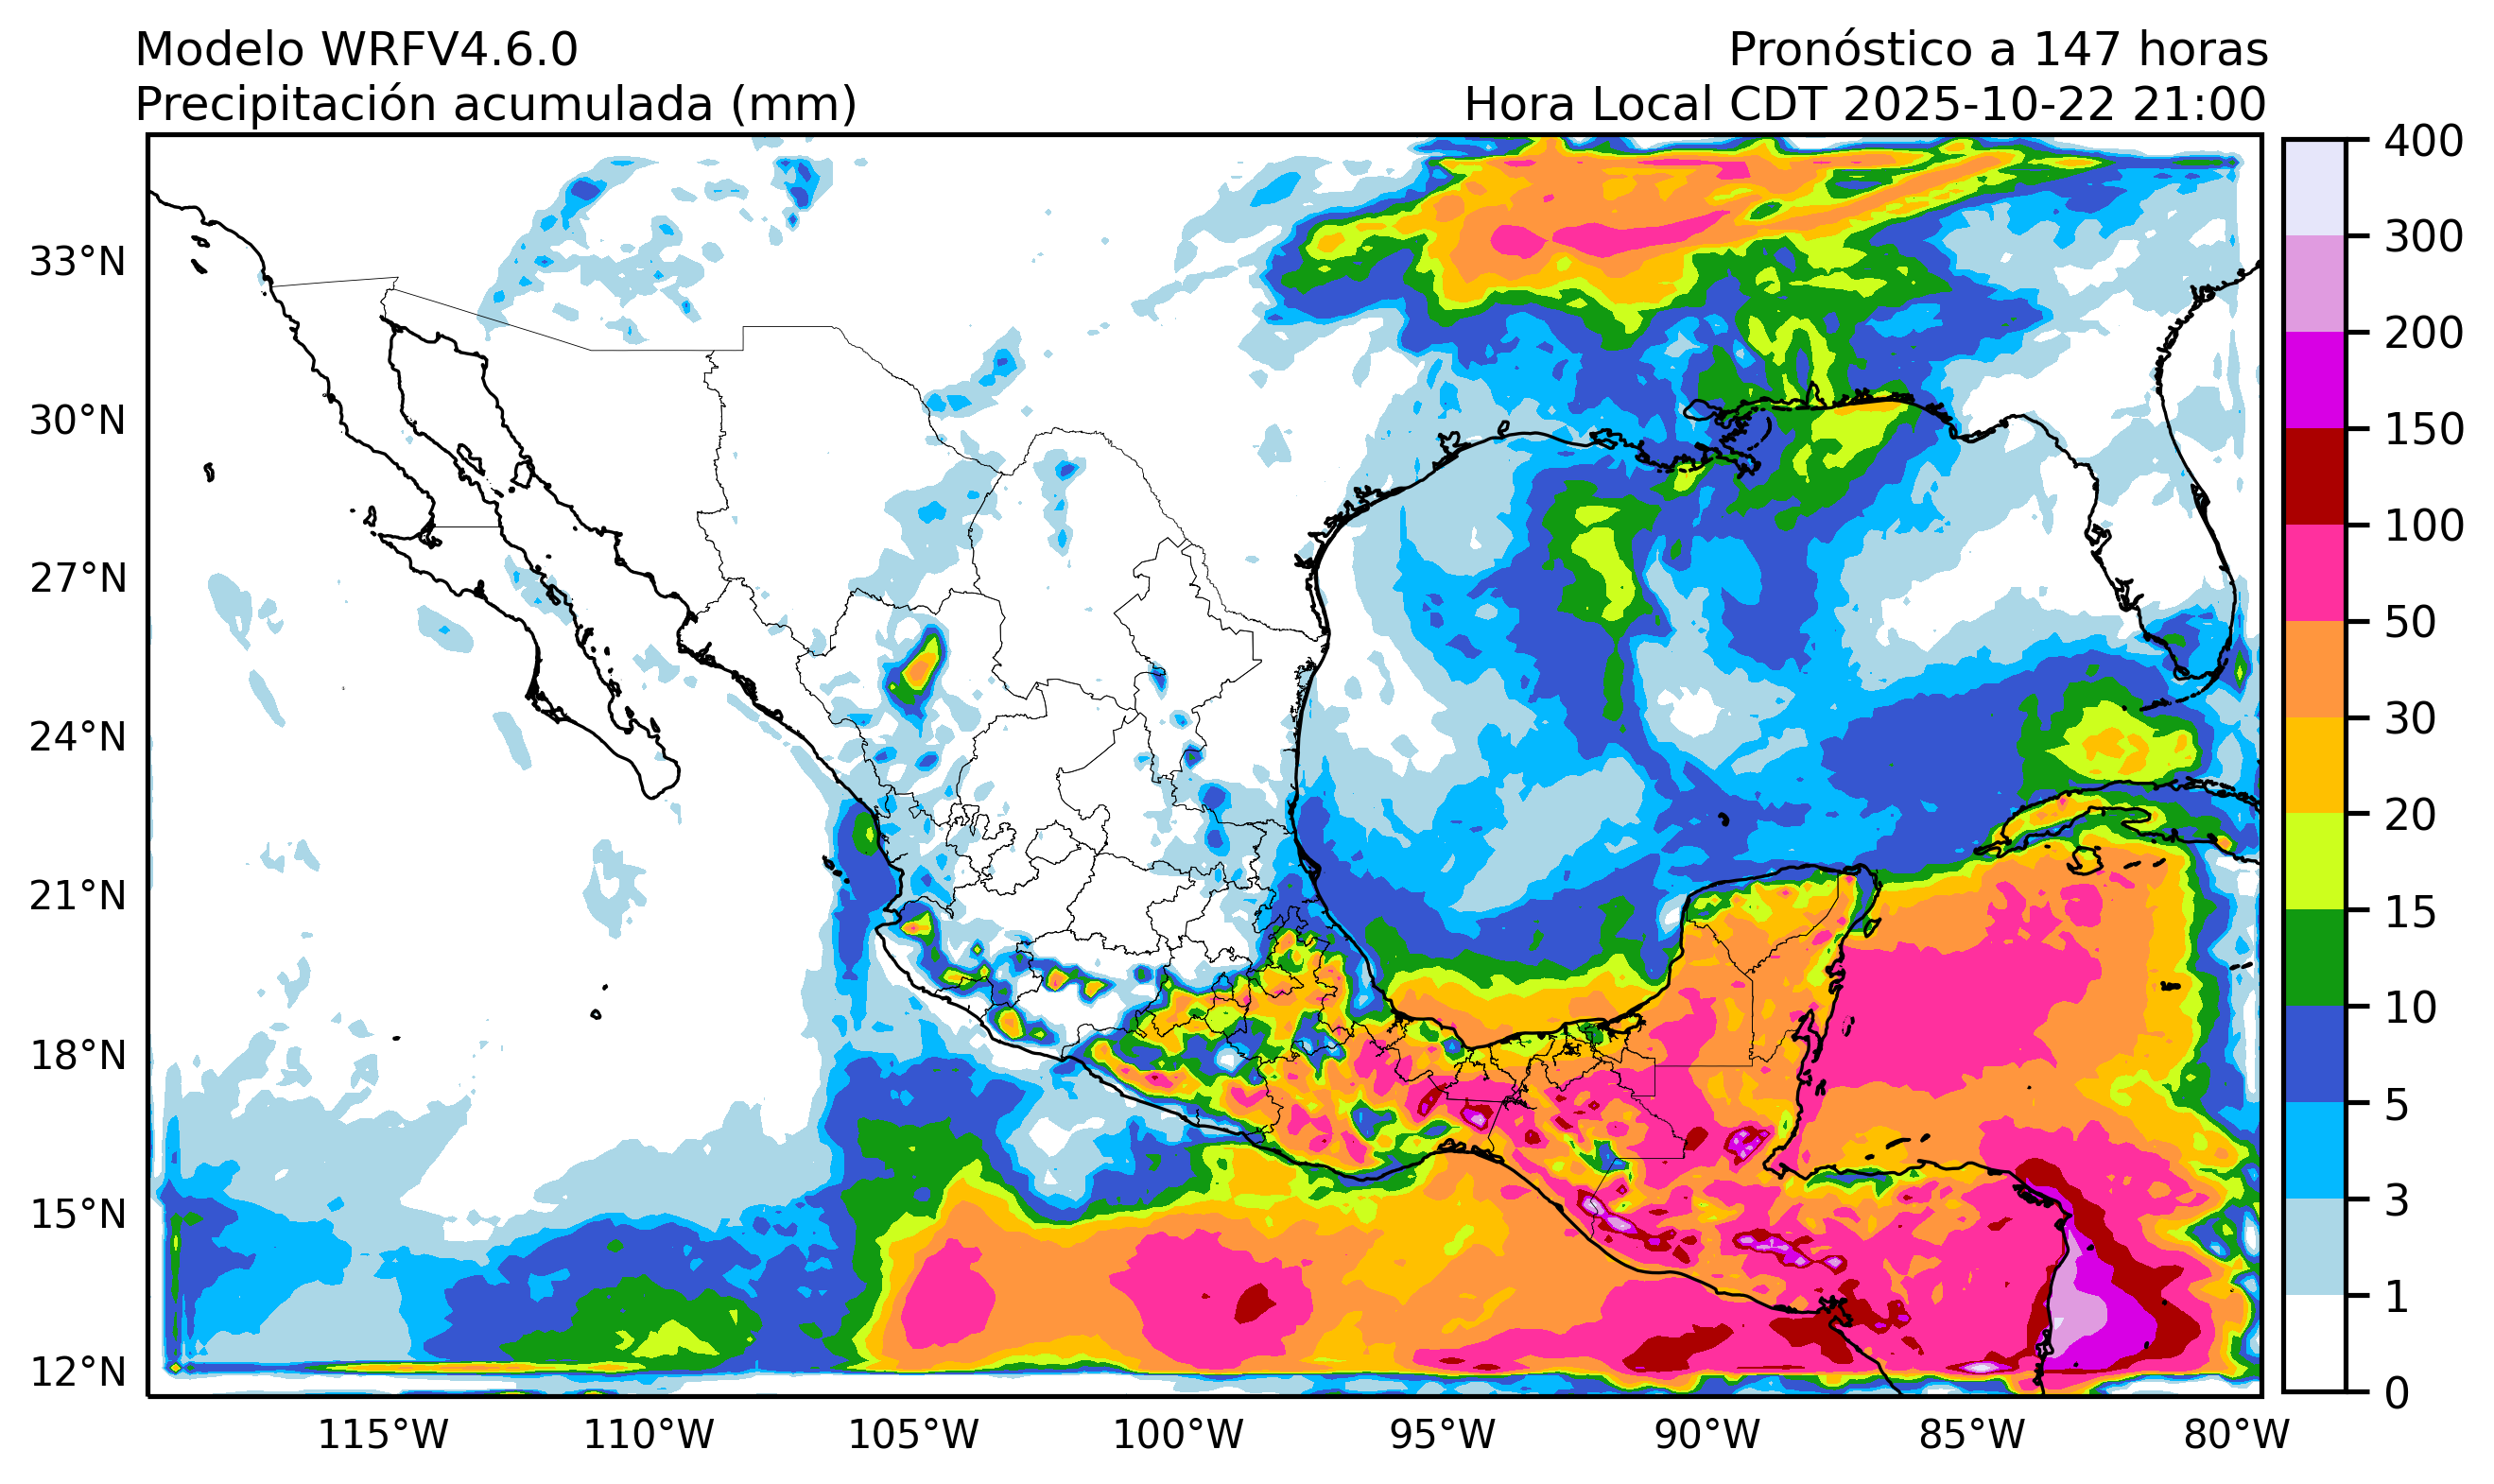 Modelo WRFV4.6.0
Pronóstico a 147 horas
Precipitación acumulada (mm)
Hora Local CDT 2025-10-22 21:00
33°N
30°N
27°N
24°N
21°N
18°N
15°N
12°N
115°W
110°W
105°W
100°W
95°W
90°W
85°W
80°W
400
300
200
150
100
50
30
20
15
10
5
3
1
0